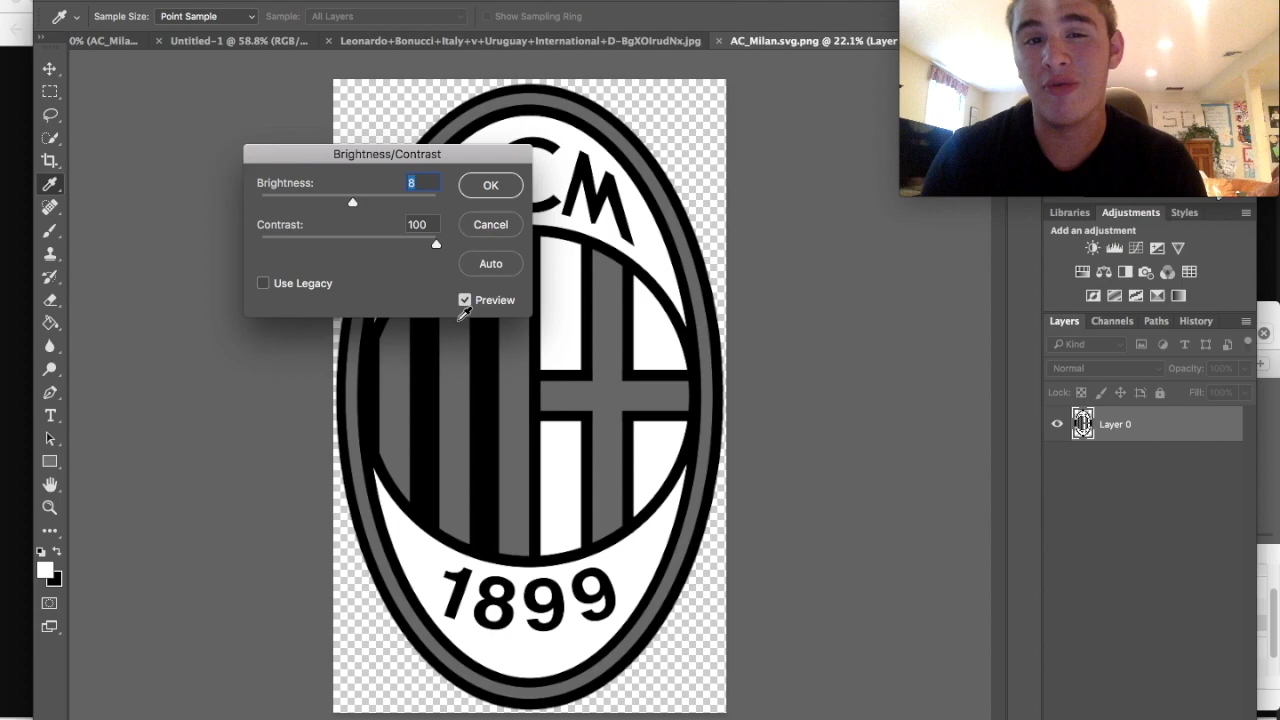 Sample Size: Point Sample Sample: All Layers Show Sampling Ring
0% (AC_Mila... Untitled-1 @ 58.8% (RGB/... Leonardo+Bonucci+Italy+v+Uruguay+International+D-BgXOIrudNx.jpg AC_Milan.svg.png @ 22.1% (Layer
Brightness/Contrast
Brightness: 8 OK
Contrast: 100 Cancel
Auto
Use Legacy
Preview
CM
1899
Libraries Adjustments Styles
Add an adjustment
Layers Channels Paths History
Kind
Normal Opacity: 100%
Lock: Fill: 100%
Layer 0